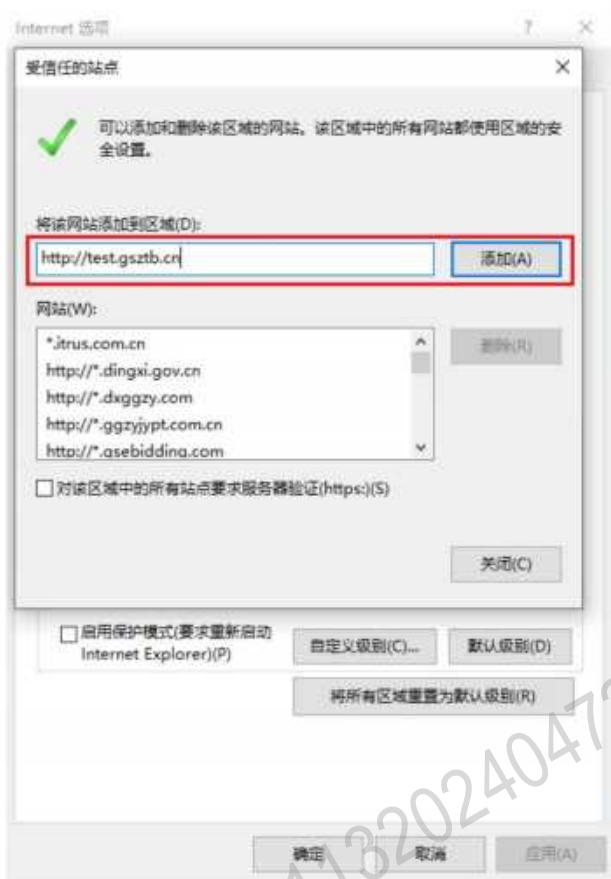 Internet 选项
? ×
受信任的站点
×
可以添加和删除该区域的网站。该区域中的所有网站都使用区域的安
全设置。
将该网站添加到区域(D):
http://test.gsztb.cn
添加(A)
网站(W):
*.itrus.com.cn
删除(R)
http://*.dingxi.gov.cn
http://*.dxggzy.com
http://*.ggzyjypt.com.cn
http://*.gsebidding.com
对该区域中的所有站点要求服务器验证(https:)(S)
关闭(C)
启用保护模式(要求重新启动
Internet Explorer)(P)
自定义级别(C)...
默认级别(D)
将所有区域重置为默认级别(R)
确定
取消
应用(A)